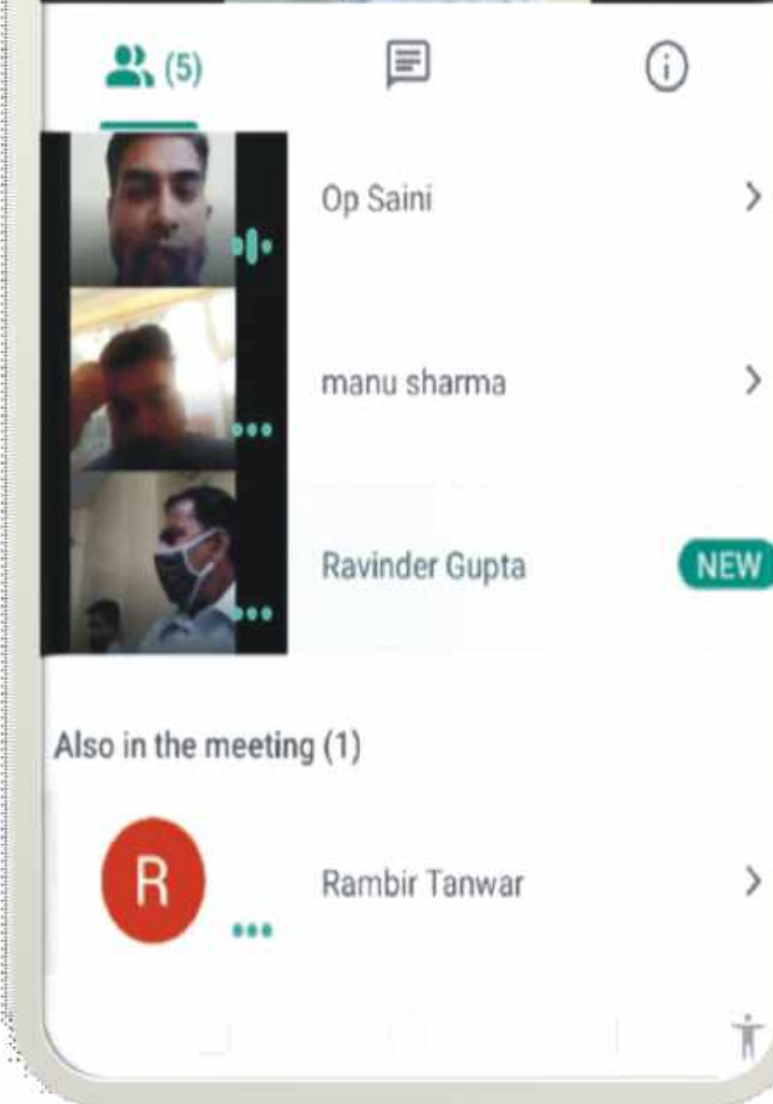 (5)
Op Saini
manu sharma
Ravinder Gupta
NEW
Also in the meeting (1)
R
Rambir Tanwar